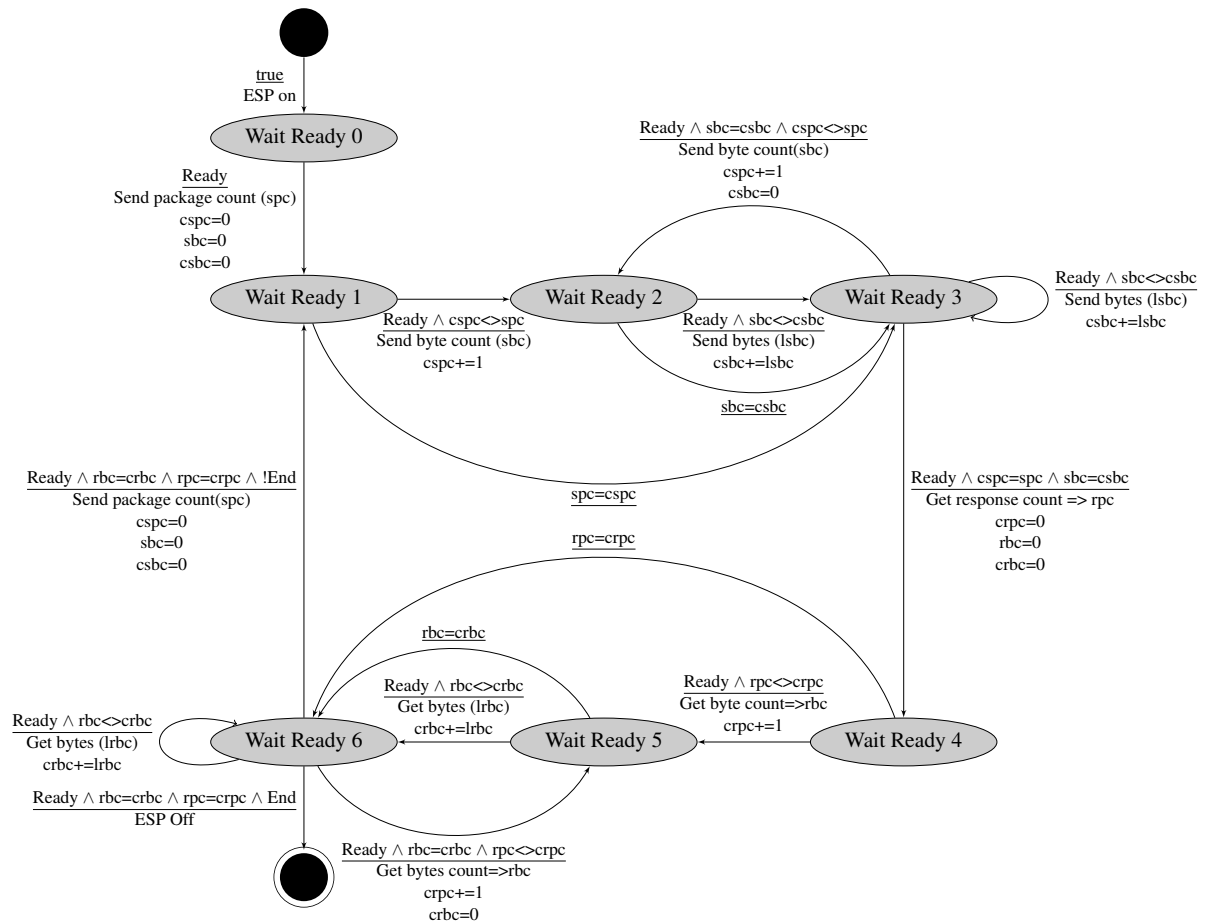 true
ESP on
Wait Ready 0
Ready
Send package count (spc)
cspc=0
sbc=0
csbc=0
Ready ∧ sbc=csbc ∧ cspc<>spc
Send byte count(sbc)
cspc+=1
csbc=0
Wait Ready 1
Wait Ready 2
Wait Ready 3
Ready ∧ sbc<>csbc
Send bytes (lsbc)
csbc+=lsbc
Ready ∧ cspc<>spc
Send byte count (sbc)
cspc+=1
Ready ∧ sbc<>csbc
Send bytes (lsbc)
csbc+=lsbc
sbc=csbc
spc=cspc
Ready ∧ rbc=crbc ∧ rpc=crpc ∧ !End
Send package count(spc)
cspc=0
sbc=0
csbc=0
Ready ∧ cspc=spc ∧ sbc=csbc
Get response count => rpc
crpc=0
rbc=0
crbc=0
rpc=crpc
rbc=crbc
Ready ∧ rbc<>crbc
Get bytes (lrbc)
crbc+=lrbc
Ready ∧ rpc<>crpc
Get byte count=>rbc
crpc+=1
Ready ∧ rbc<>crbc
Get bytes (lrbc)
crbc+=lrbc
Wait Ready 6
Wait Ready 5
Wait Ready 4
Ready ∧ rbc=crbc ∧ rpc=crpc ∧ End
ESP Off
Ready ∧ rbc=crbc ∧ rpc<>crpc
Get bytes count=>rbc
crpc+=1
crbc=0